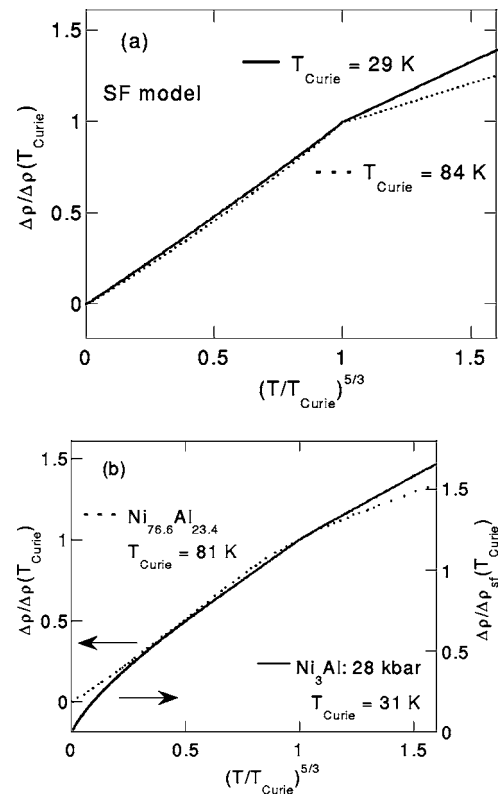 1.5
(a)
T_Curie = 29 K
SF model
1
Δρ/Δρ(T_Curie)
T_Curie = 84 K
0.5
0
0 0.5 1 1.5
(T/T_Curie)^5/3
(b)
1.5
1.5
Ni_76.6Al_23.4
T_Curie = 81 K
1
1
Δρ/Δρ(T_Curie)
Δρ/Δρ_sf(T_Curie)
0.5
0.5
Ni_3Al: 28 kbar
T_Curie = 31 K
0
0
0 0.5 1 1.5
(T/T_Curie)^5/3